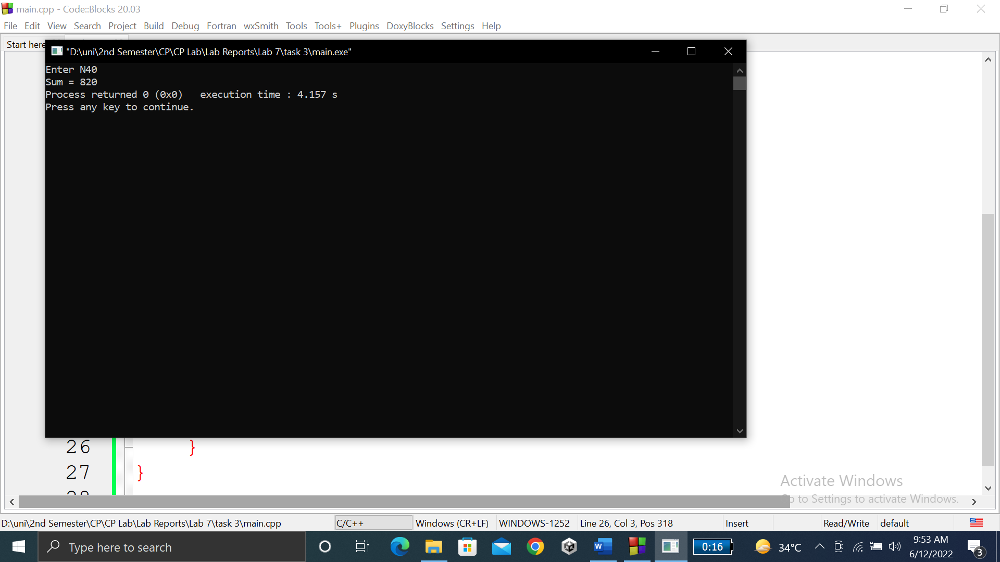 main.cpp - Code::Blocks 20.03
File Edit View Search Project Build Debug Fortran wxSmith Tools Tools+ Plugins DoxyBlocks Settings Help
Start here
"D:\uni\2nd Semester\CP\CP Lab\Lab Reports\Lab 7\task 3\main.exe"
Enter N40
Sum = 820
Process returned 0 (0x0)   execution time : 4.157 s
Press any key to continue.
26 }
27 }
Activate Windows
to Settings to activate Windows.
D:\uni\2nd Semester\CP\CP Lab\Lab Reports\Lab 7\task 3\main.cpp C/C++ Windows (CR+LF) WINDOWS-1252 Line 26, Col 3, Pos 318 Insert Read/Write default
Type here to search 0:16 34°C 9:53 AM
6/12/2022 3